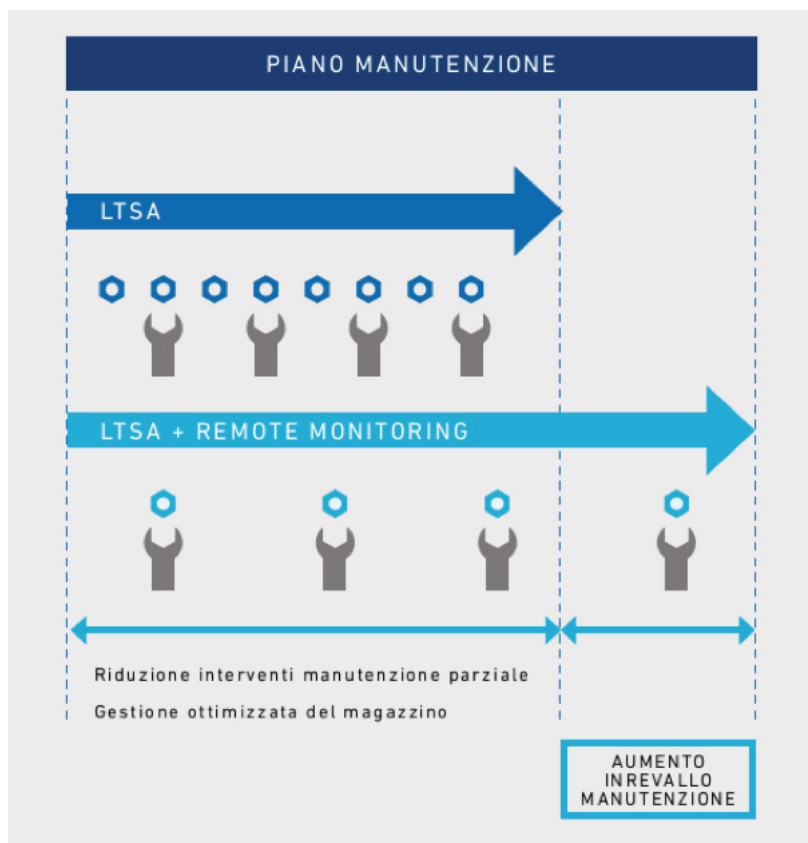 PIANO MANUTENZIONE
LTSA
LTSA + REMOTE MONITORING
Riduzione interventi manutenzione parziale
Gestione ottimizzata del magazzino
AUMENTO
INREVALLO
MANUTENZIONE